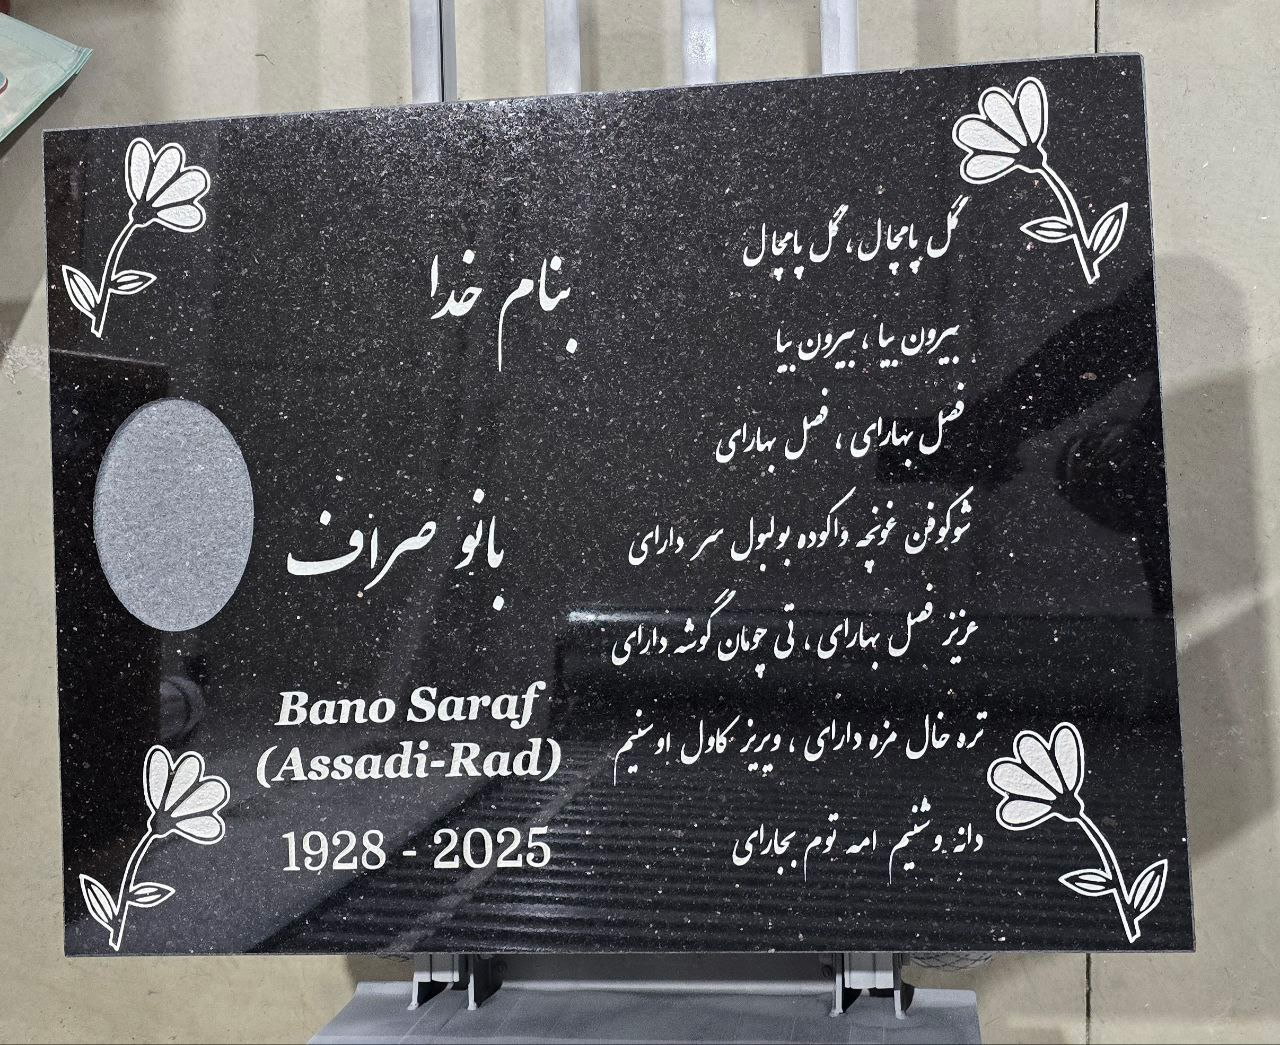 بنام خدا
بانو صراف
Bano Saraf
(Assadi-Rad)
1928 - 2025
گل پامچال ، گل پامچال
بیرون بیا ، بیرون بیا
فصل بهارای ، فصل بهارای
شوکوفن غونچه واکوده بولبول سر دارای
عزیز فصل بهارای ، تی چومان گوشه دارای
تره خال مزه دارای ، ویریز کاول اوسنیم
دانه وشنیم امه توم بجارای